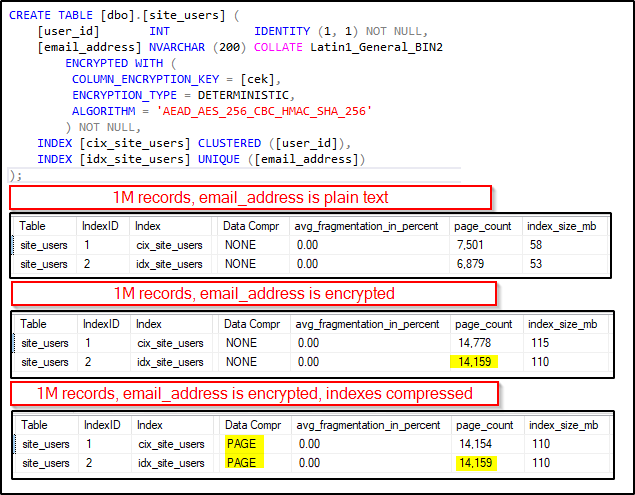 CREATE TABLE [dbo].[site_users] (
[user_id] INT IDENTITY (1, 1) NOT NULL,
[email_address] NVARCHAR (200) COLLATE Latin1_General_BIN2
ENCRYPTED WITH (
COLUMN_ENCRYPTION_KEY = [cek],
ENCRYPTION_TYPE = DETERMINISTIC,
ALGORITHM = 'AEAD_AES_256_CBC_HMAC_SHA_256'
) NOT NULL,
INDEX [cix_site_users] CLUSTERED ([user_id]),
INDEX [idx_site_users] UNIQUE ([email_address])
);
1M records, email_address is plain text
Table IndexID Index Data Compr avg_fragmentation_in_percent page_count index_size_mb
site_users 1 cix_site_users NONE 0.00 7,501 58
site_users 2 idx_site_users NONE 0.00 6,879 53
1M records, email_address is encrypted
Table IndexID Index Data Compr avg_fragmentation_in_percent page_count index_size_mb
site_users 1 cix_site_users NONE 0.00 14,778 115
site_users 2 idx_site_users NONE 0.00 14,159 110
1M records, email_address is encrypted, indexes compressed
Table IndexID Index Data Compr avg_fragmentation_in_percent page_count index_size_mb
site_users 1 cix_site_users PAGE 0.00 14,154 110
site_users 2 idx_site_users PAGE 0.00 14,159 110